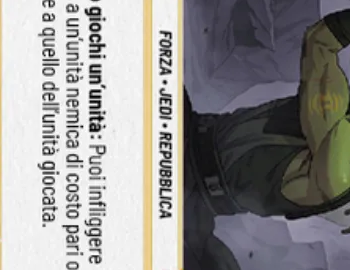 FORZA • JEDI • REPUBBLICA
giochi un'unità: Puoi infliggere
a un'unità nemica di costo pari o
e a quello dell'unità giocata.